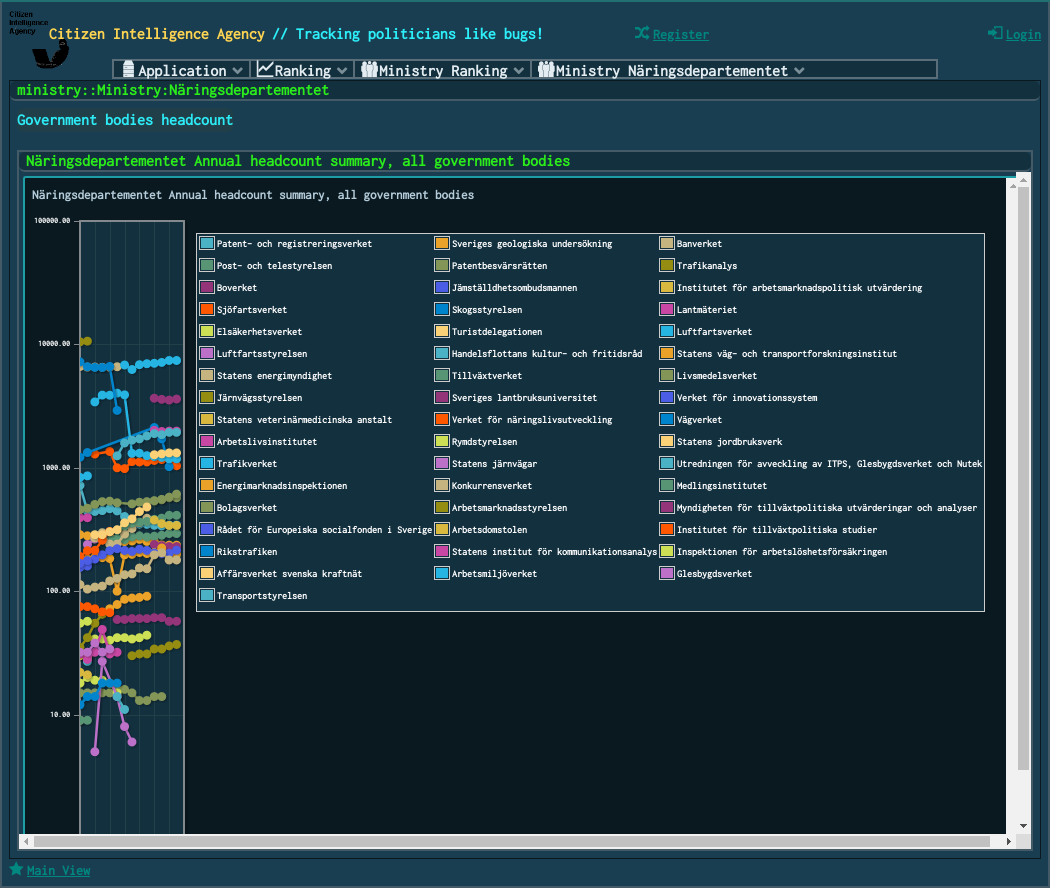 Citizen
Intelligence
Agency
Citizen Intelligence Agency // Tracking politicians like bugs!
Register
Login
Application
Ranking
Ministry Ranking
Ministry Näringsdepartementet
ministry::Ministry:Näringsdepartementet
Government bodies headcount
Näringsdepartementet Annual headcount summary, all government bodies
Näringsdepartementet Annual headcount summary, all government bodies
100000.00
10000.00
1000.00
100.00
10.00
Patent- och registreringsverket
Sveriges geologiska undersökning
Banverket
Post- och telestyrelsen
Patentbesvärsrätten
Trafikanalys
Boverket
Jämställdhetsombudsmannen
Institutet för arbetsmarknadspolitisk utvärdering
Sjöfartsverket
Skogsstyrelsen
Lantmäteriet
Elsäkerhetsverket
Turistdelegationen
Luftfartsverket
Luftfartsstyrelsen
Handelsflottans kultur- och fritidsråd
Statens väg- och transportforskningsinstitut
Statens energimyndighet
Tillväxtverket
Livsmedelsverket
Järnvägsstyrelsen
Sveriges lantbruksuniversitet
Verket för innovationssystem
Statens veterinärmedicinska anstalt
Verket för näringslivsutveckling
Vägverket
Arbetslivsinstitutet
Rymdstyrelsen
Statens jordbruksverk
Trafikverket
Statens järnvägar
Utredningen för avveckling av ITPS, Glesbygdsverket och Nutek
Energimarknadsinspektionen
Konkurrensverket
Medlingsinstitutet
Bolagsverket
Arbetsmarknadsstyrelsen
Myndigheten för tillväxtpolitiska utvärderingar och analyser
Rådet för Europeiska socialfonden i Sverige
Arbetsdomstolen
Institutet för tillväxtpolitiska studier
Rikstrafiken
Statens institut för kommunikationsanalys
Inspektionen för arbetslöshetsförsäkringen
Affärsverket svenska kraftnät
Arbetsmiljöverket
Glesbygdsverket
Transportstyrelsen
Main View